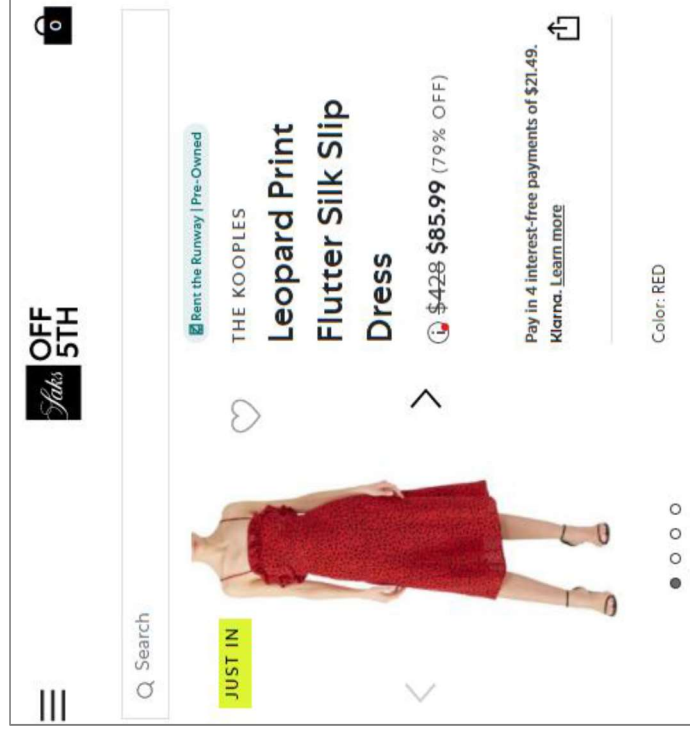 Saks
OFF
5TH
0
Search
JUST IN
Rent the Runway | Pre-Owned
THE KOOPLES
Leopard Print
Flutter Silk Slip
Dress
i $428 $85.99 (79% OFF)
Pay in 4 interest-free payments of $21.49.
Klarna. Learn more
Color: RED